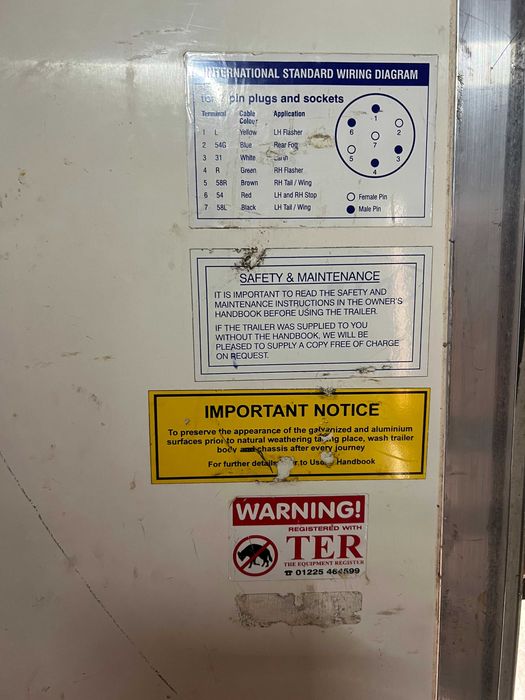 INTERNATIONAL STANDARD WIRING DIAGRAM
for 7 pin plugs and sockets
Terminal Cable Colour Application
1 L Yellow LH Flasher
2 54G Blue Rear Fog
3 31 White
4 R Green RH Flasher
5 58R Brown RH Tail / Wing
6 54 Red LH and RH Stop
7 58L Black LH Tail / Wing
1
6 2
7
5 3
4
Female Pin
Male Pin
SAFETY & MAINTENANCE
IT IS IMPORTANT TO READ THE SAFETY AND
MAINTENANCE INSTRUCTIONS IN THE OWNER'S
HANDBOOK BEFORE USING THE TRAILER.
IF THE TRAILER WAS SUPPLIED TO YOU
WITHOUT THE HANDBOOK, WE WILL BE
PLEASED TO SUPPLY A COPY FREE OF CHARGE
ON REQUEST.
IMPORTANT NOTICE
To preserve the appearance of the galvanized and aluminium
surfaces prior to natural weathering taking place, wash trailer
body and chassis after every journey
For further details to Handbook
WARNING!
REGISTERED WITH
TER
THE EQUIPMENT REGISTER
☎ 01225 464599